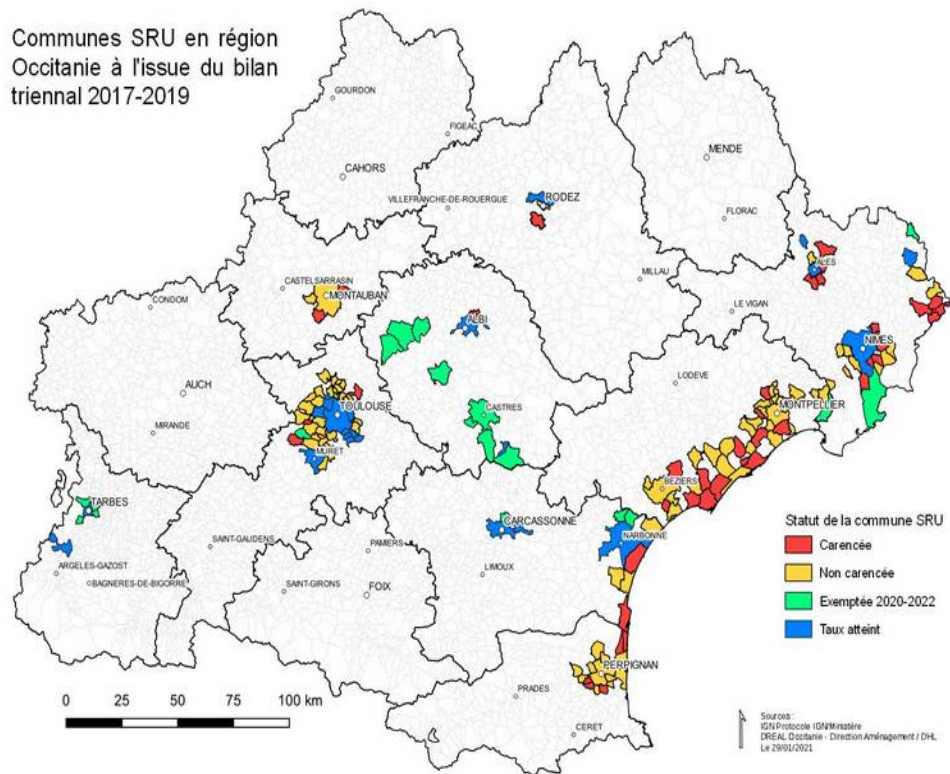 Communes SRU en région
Occitanie à l'issue du bilan
triennal 2017-2019
GOURDON
FIGEAC
CAHORS
MENDE
VILLEFRANCHE-DE-ROUERGUE
RODEZ
FLORAC
ALES
CASTELSARRASIN
MONTAUBAN
MILLAU
LE VIGAN
CONDOM
ALBI
NIMES
AUCH
LODEVE
TOULOUSE
CASTRES
MONTPELLIER
MIRANDE
MURET
BEZIERS
TARBES
CARCASSONNE
NARBONNE
SAINT-GAUDENS
PAMIERS
ARGELES-GAZOST
BAGNERES-DE-BIGORRE
SAINT-GIRONS
FOIX
LIMOUX
PERPIGNAN
PRADES
CERET
Statut de la commune SRU
Carencée
Non carencée
Exemptée 2020-2022
Taux atteint
0 25 50 75 100 km
Sources :
IGN Protocole IGN/Ministère
DREAL Occitanie - Direction Aménagement / DHL
Le 29/01/2021